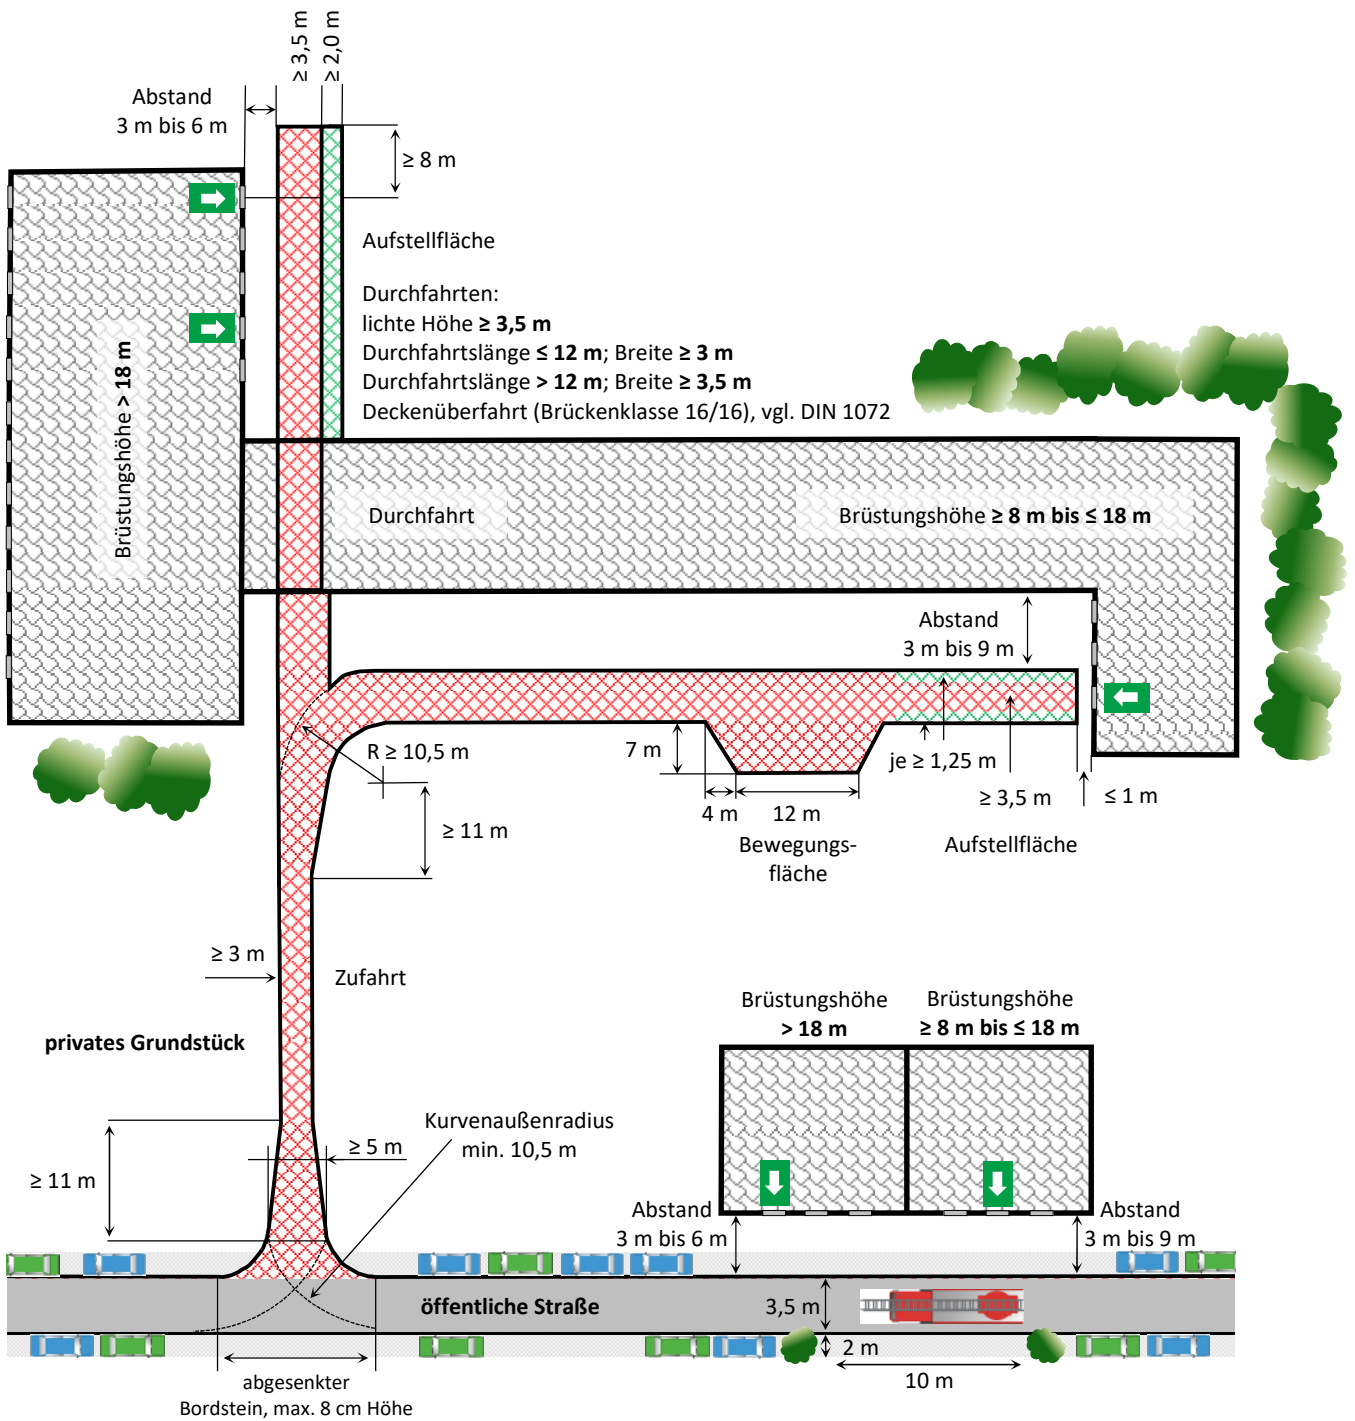 ≥ 3,5 m
≥ 2,0 m
Abstand
3 m bis 6 m
≥ 8 m
Aufstellfläche
Durchfahrten:
lichte Höhe ≥ 3,5 m
Durchfahrtslänge ≤ 12 m; Breite ≥ 3 m
Durchfahrtslänge > 12 m; Breite ≥ 3,5 m
Deckenüberfahrt (Brückenklasse 16/16), vgl. DIN 1072
Brüstungshöhe > 18 m
Durchfahrt
Brüstungshöhe ≥ 8 m bis ≤ 18 m
Abstand
3 m bis 9 m
R ≥ 10,5 m
7 m
je ≥ 1,25 m
≥ 3,5 m
≤ 1 m
4 m
12 m
≥ 11 m
Bewegungs-
fläche
Aufstellfläche
≥ 3 m
Zufahrt
privates Grundstück
Brüstungshöhe
> 18 m
Brüstungshöhe
≥ 8 m bis ≤ 18 m
Kurvenaußenradius
min. 10,5 m
≥ 5 m
≥ 11 m
Abstand
3 m bis 6 m
Abstand
3 m bis 9 m
öffentliche Straße
3,5 m
2 m
10 m
abgesenkter
Bordstein, max. 8 cm Höhe